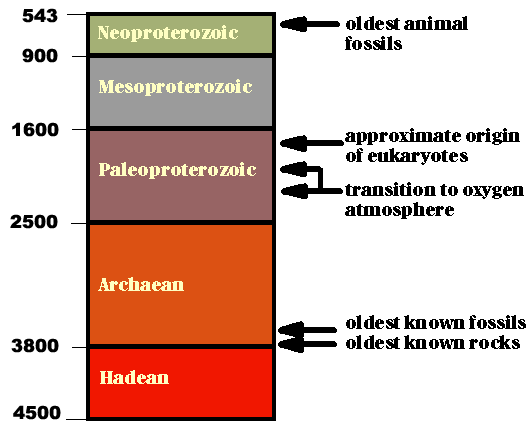 543
Neoproterozoic
oldest animal
fossils
900
Mesoproterozoic
1600
approximate origin
of eukaryotes
Paleoproterozoic
transition to oxygen
atmosphere
2500
Archaean
oldest known fossils
oldest known rocks
3800
Hadean
4500